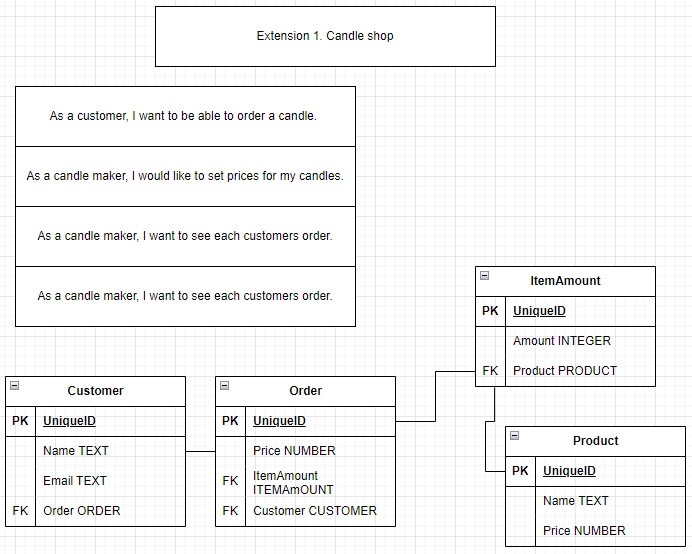 Extension 1. Candle shop
As a customer, I want to be able to order a candle.
As a candle maker, I would like to set prices for my candles.
As a candle maker, I want to see each customers order.
As a candle maker, I want to see each customers order.
ItemAmount
PK UniqueID
Amount INTEGER
FK Product PRODUCT
Customer
PK UniqueID
Name TEXT
Email TEXT
FK Order ORDER
Order
PK UniqueID
Price NUMBER
FK ItemAmount
ITEMAmOUNT
FK Customer CUSTOMER
Product
PK UniqueID
Name TEXT
Price NUMBER